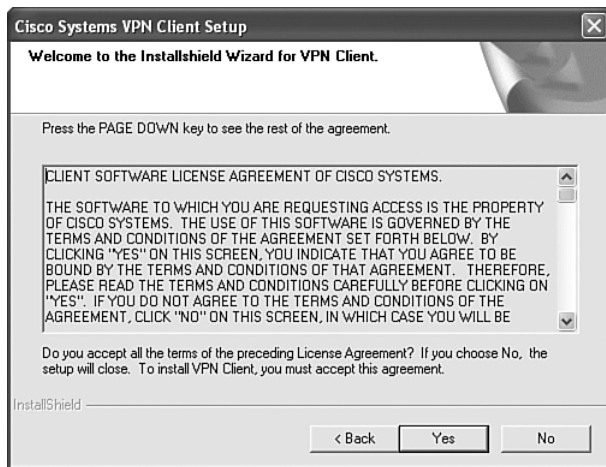 Cisco Systems VPN Client Setup
Welcome to the Installshield Wizard for VPN Client.
Press the PAGE DOWN key to see the rest of the agreement.
CLIENT SOFTWARE LICENSE AGREEMENT OF CISCO SYSTEMS.
THE SOFTWARE TO WHICH YOU ARE REQUESTING ACCESS IS THE PROPERTY
OF CISCO SYSTEMS. THE USE OF THIS SOFTWARE IS GOVERNED BY THE
TERMS AND CONDITIONS OF THE AGREEMENT SET FORTH BELOW. BY
CLICKING "YES" ON THIS SCREEN, YOU INDICATE THAT YOU AGREE TO BE
BOUND BY THE TERMS AND CONDITIONS OF THAT AGREEMENT. THEREFORE,
PLEASE READ THE TERMS AND CONDITIONS CAREFULLY BEFORE CLICKING ON
"YES". IF YOU DO NOT AGREE TO THE TERMS AND CONDITIONS OF THE
AGREEMENT, CLICK "NO" ON THIS SCREEN, IN WHICH CASE YOU WILL BE
Do you accept all the terms of the preceding License Agreement? If you choose No, the
setup will close. To install VPN Client, you must accept this agreement.
InstallShield
< Back Yes No